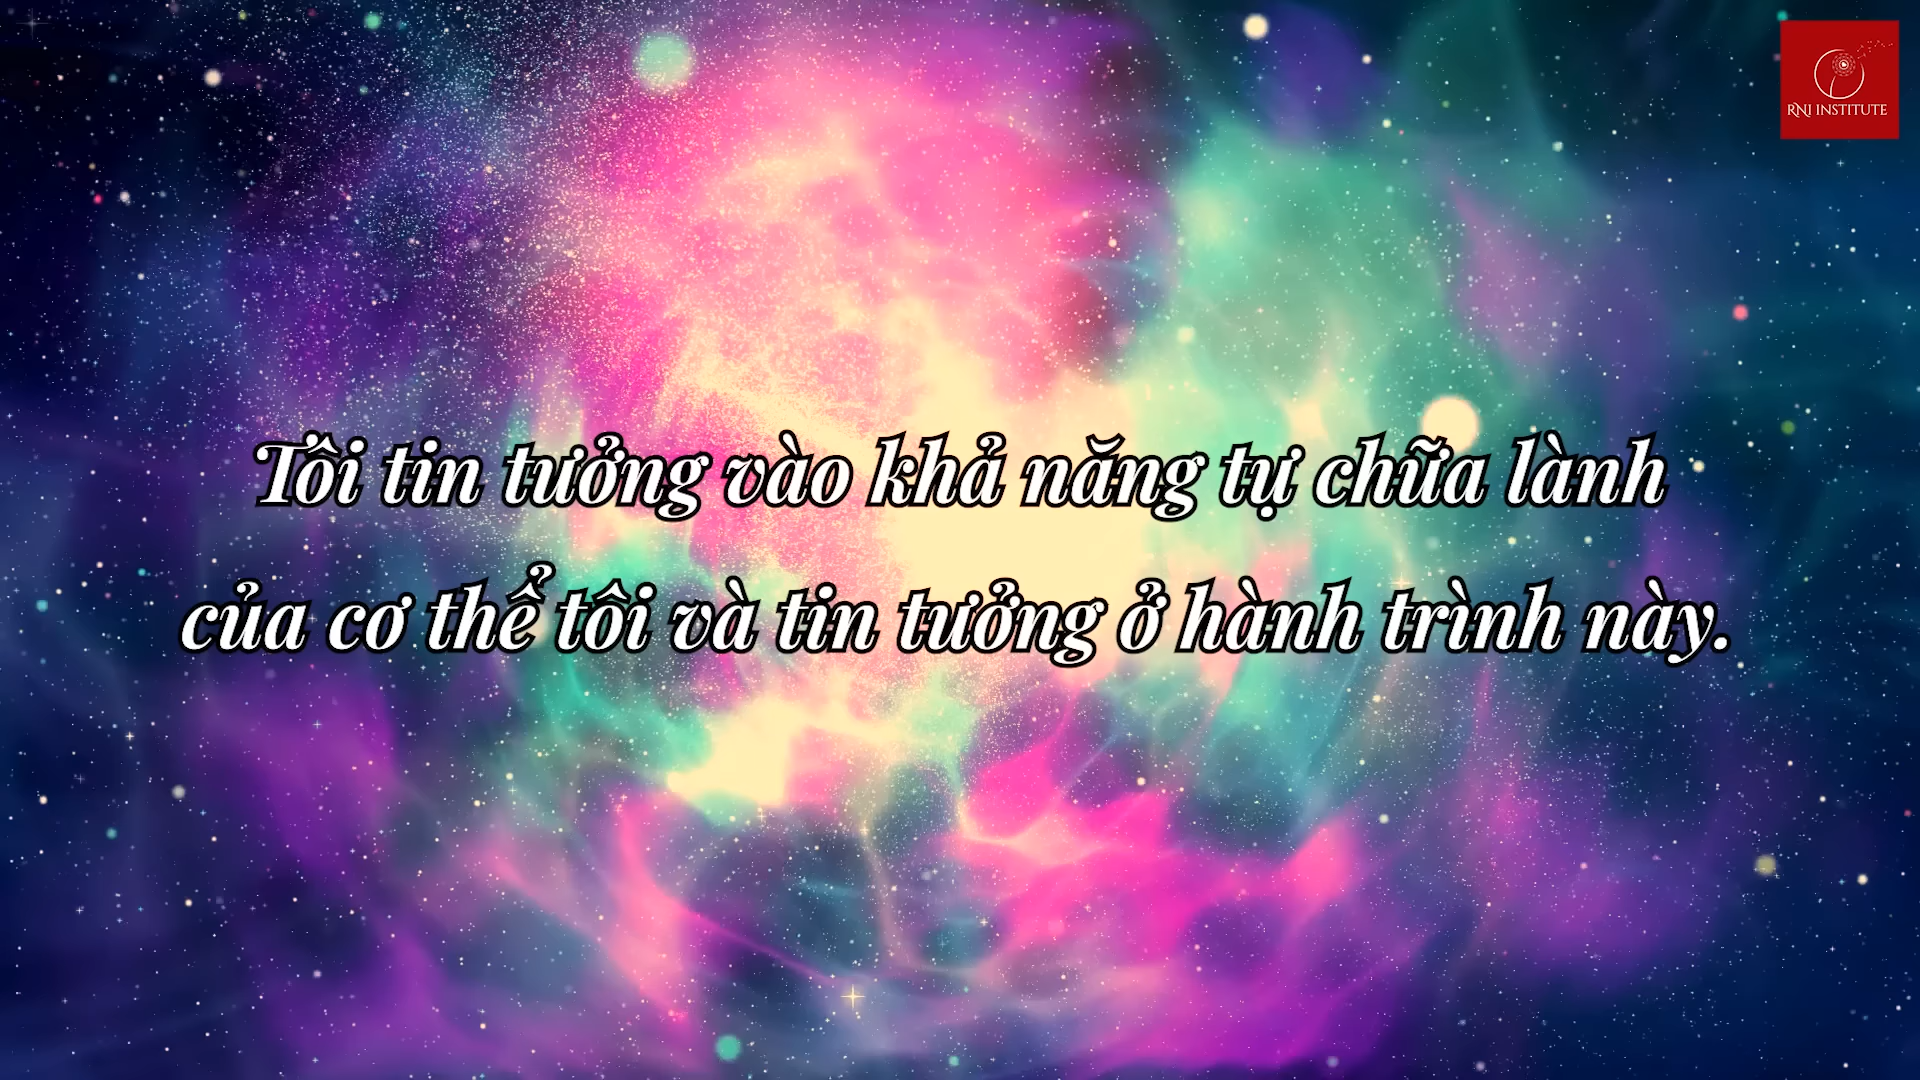 RNI INSTITUTE
Tôi tin tưởng vào khả năng tự chữa lành
của cơ thể tôi và tin tưởng ở hành trình này.